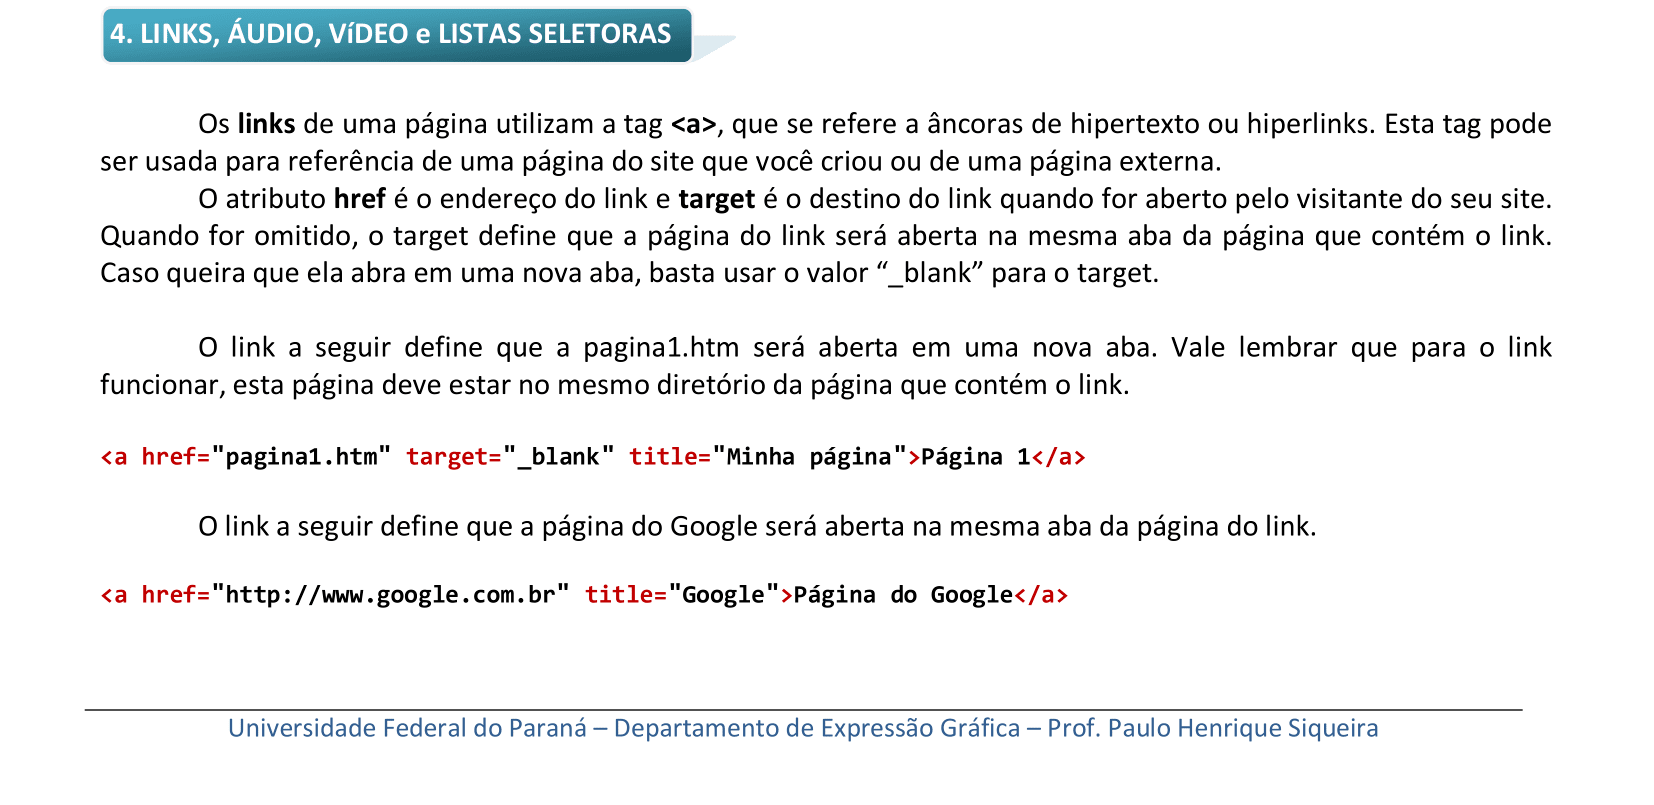 4. LINKS, ÁUDIO, VíDEO e LISTAS SELETORAS
Os links de uma página utilizam a tag <a>, que se refere a âncoras de hipertexto ou hiperlinks. Esta tag pode
ser usada para referência de uma página do site que você criou ou de uma página externa.
O atributo href é o endereço do link e target é o destino do link quando for aberto pelo visitante do seu site.
Quando for omitido, o target define que a página do link será aberta na mesma aba da página que contém o link.
Caso queira que ela abra em uma nova aba, basta usar o valor “_blank” para o target.
O link a seguir define que a pagina1.htm será aberta em uma nova aba. Vale lembrar que para o link
funcionar, esta página deve estar no mesmo diretório da página que contém o link.
<a href="pagina1.htm" target="_blank" title="Minha página">Página 1</a>
O link a seguir define que a página do Google será aberta na mesma aba da página do link.
<a href="http://www.google.com.br" title="Google">Página do Google</a>
Universidade Federal do Paraná – Departamento de Expressão Gráfica – Prof. Paulo Henrique Siqueira